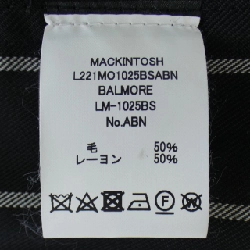 MACKINTOSH
L221MO1025BSABN
BALMORE
LM-1025BS
No.ABN
毛 50%
レーヨン 50%